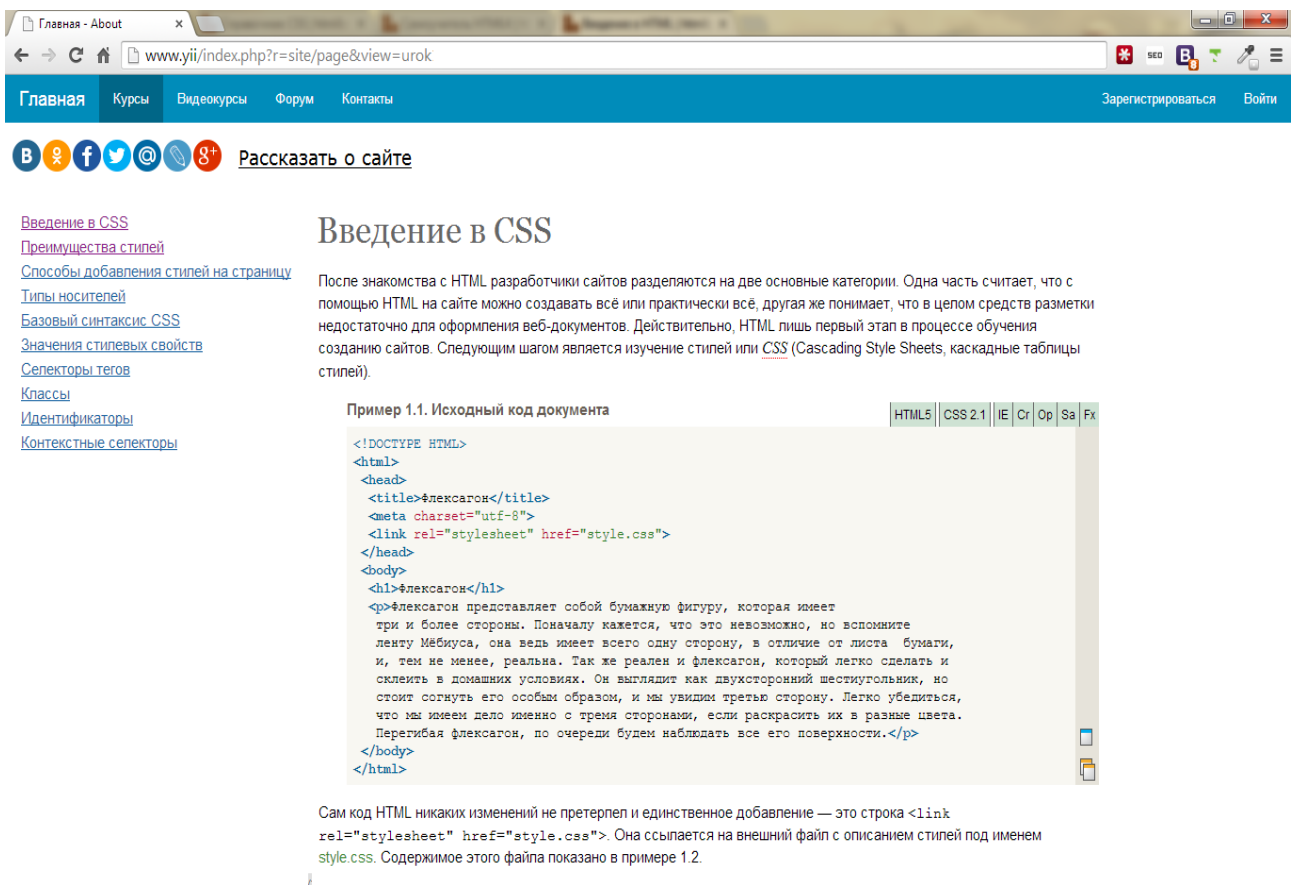 Главная - About
www.yii/index.php?r=site/page&view=urok
SEO
B
8
Главная Курсы Видеокурсы Форум Контакты Зарегистрироваться Войти
Рассказать о сайте
Введение в CSS
Преимущества стилей
Способы добавления стилей на страницу
Типы носителей
Базовый синтаксис CSS
Значения стилевых свойств
Селекторы тегов
Классы
Идентификаторы
Контекстные селекторы
Введение в CSS
После знакомства с HTML разработчики сайтов разделяются на две основные категории. Одна часть считает, что с
помощью HTML на сайте можно создавать всё или практически всё, другая же понимает, что в целом средств разметки
недостаточно для оформления веб-документов. Действительно, HTML лишь первый этап в процессе обучения
созданию сайтов. Следующим шагом является изучение стилей или CSS (Cascading Style Sheets, каскадные таблицы
стилей).
Пример 1.1. Исходный код документа
HTML5 CSS 2.1 IE Cr Op Sa Fx
<!DOCTYPE HTML>
<html>
<head>
<title>Флексагон</title>
<meta charset="utf-8">
<link rel="stylesheet" href="style.css">
</head>
<body>
<h1>Флексагон</h1>
<p>Флексагон представляет собой бумажную фигуру, которая имеет
три и более стороны. Поначалу кажется, что это невозможно, но вспомните
ленту Мёбиуса, она ведь имеет всего одну сторону, в отличие от листа бумаги,
и, тем не менее, реальна. Так же реален и флексагон, который легко сделать и
склеить в домашних условиях. Он выглядит как двухсторонний шестиугольник, но
стоит согнуть его особым образом, и мы увидим третью сторону. Легко убедиться,
что мы имеем дело именно с тремя сторонами, если раскрасить их в разные цвета.
Перегибая флексагон, по очереди будем наблюдать все его поверхности.</p>
</body>
</html>
Сам код HTML никаких изменений не претерпел и единственное добавление — это строка <link
rel="stylesheet" href="style.css">. Она ссылается на внешний файл с описанием стилей под именем
style.css. Содержимое этого файла показано в примере 1.2.